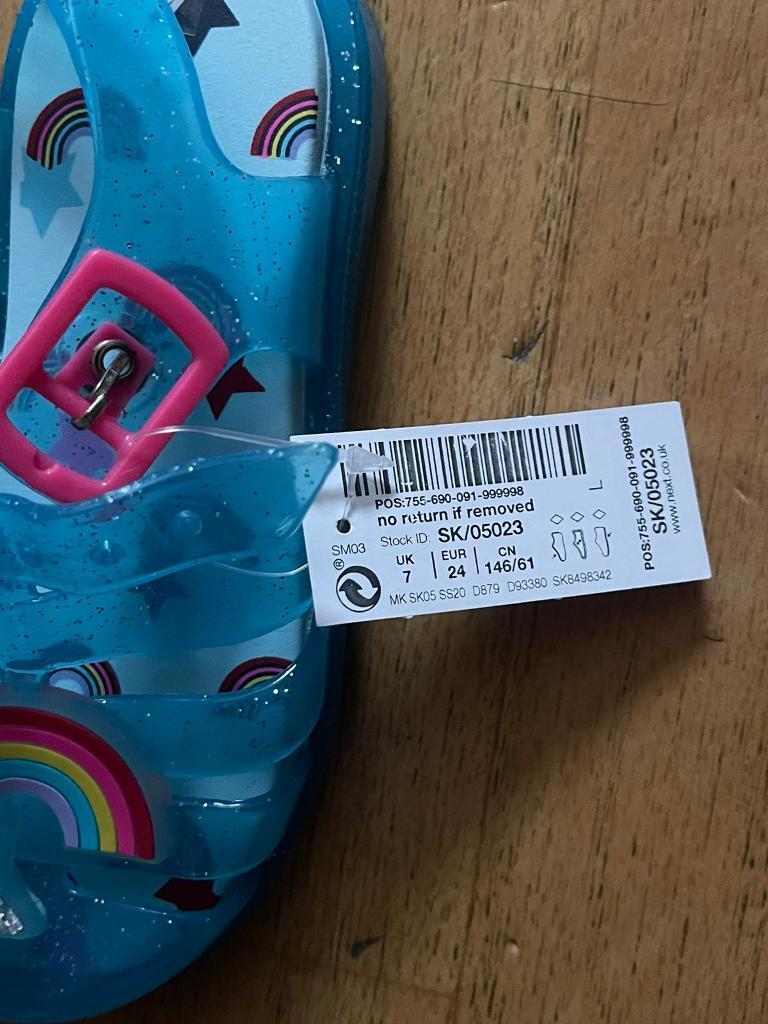 POS:755-690-091-999998
no return if removed
Stock ID: SK/05023
SM03
®
UK EUR CN
7 24 146/61
L
MK SK05 SS20 D879 D93380 SK8498342
POS:755-690-091-999998
SK/05023
www.next.co.uk